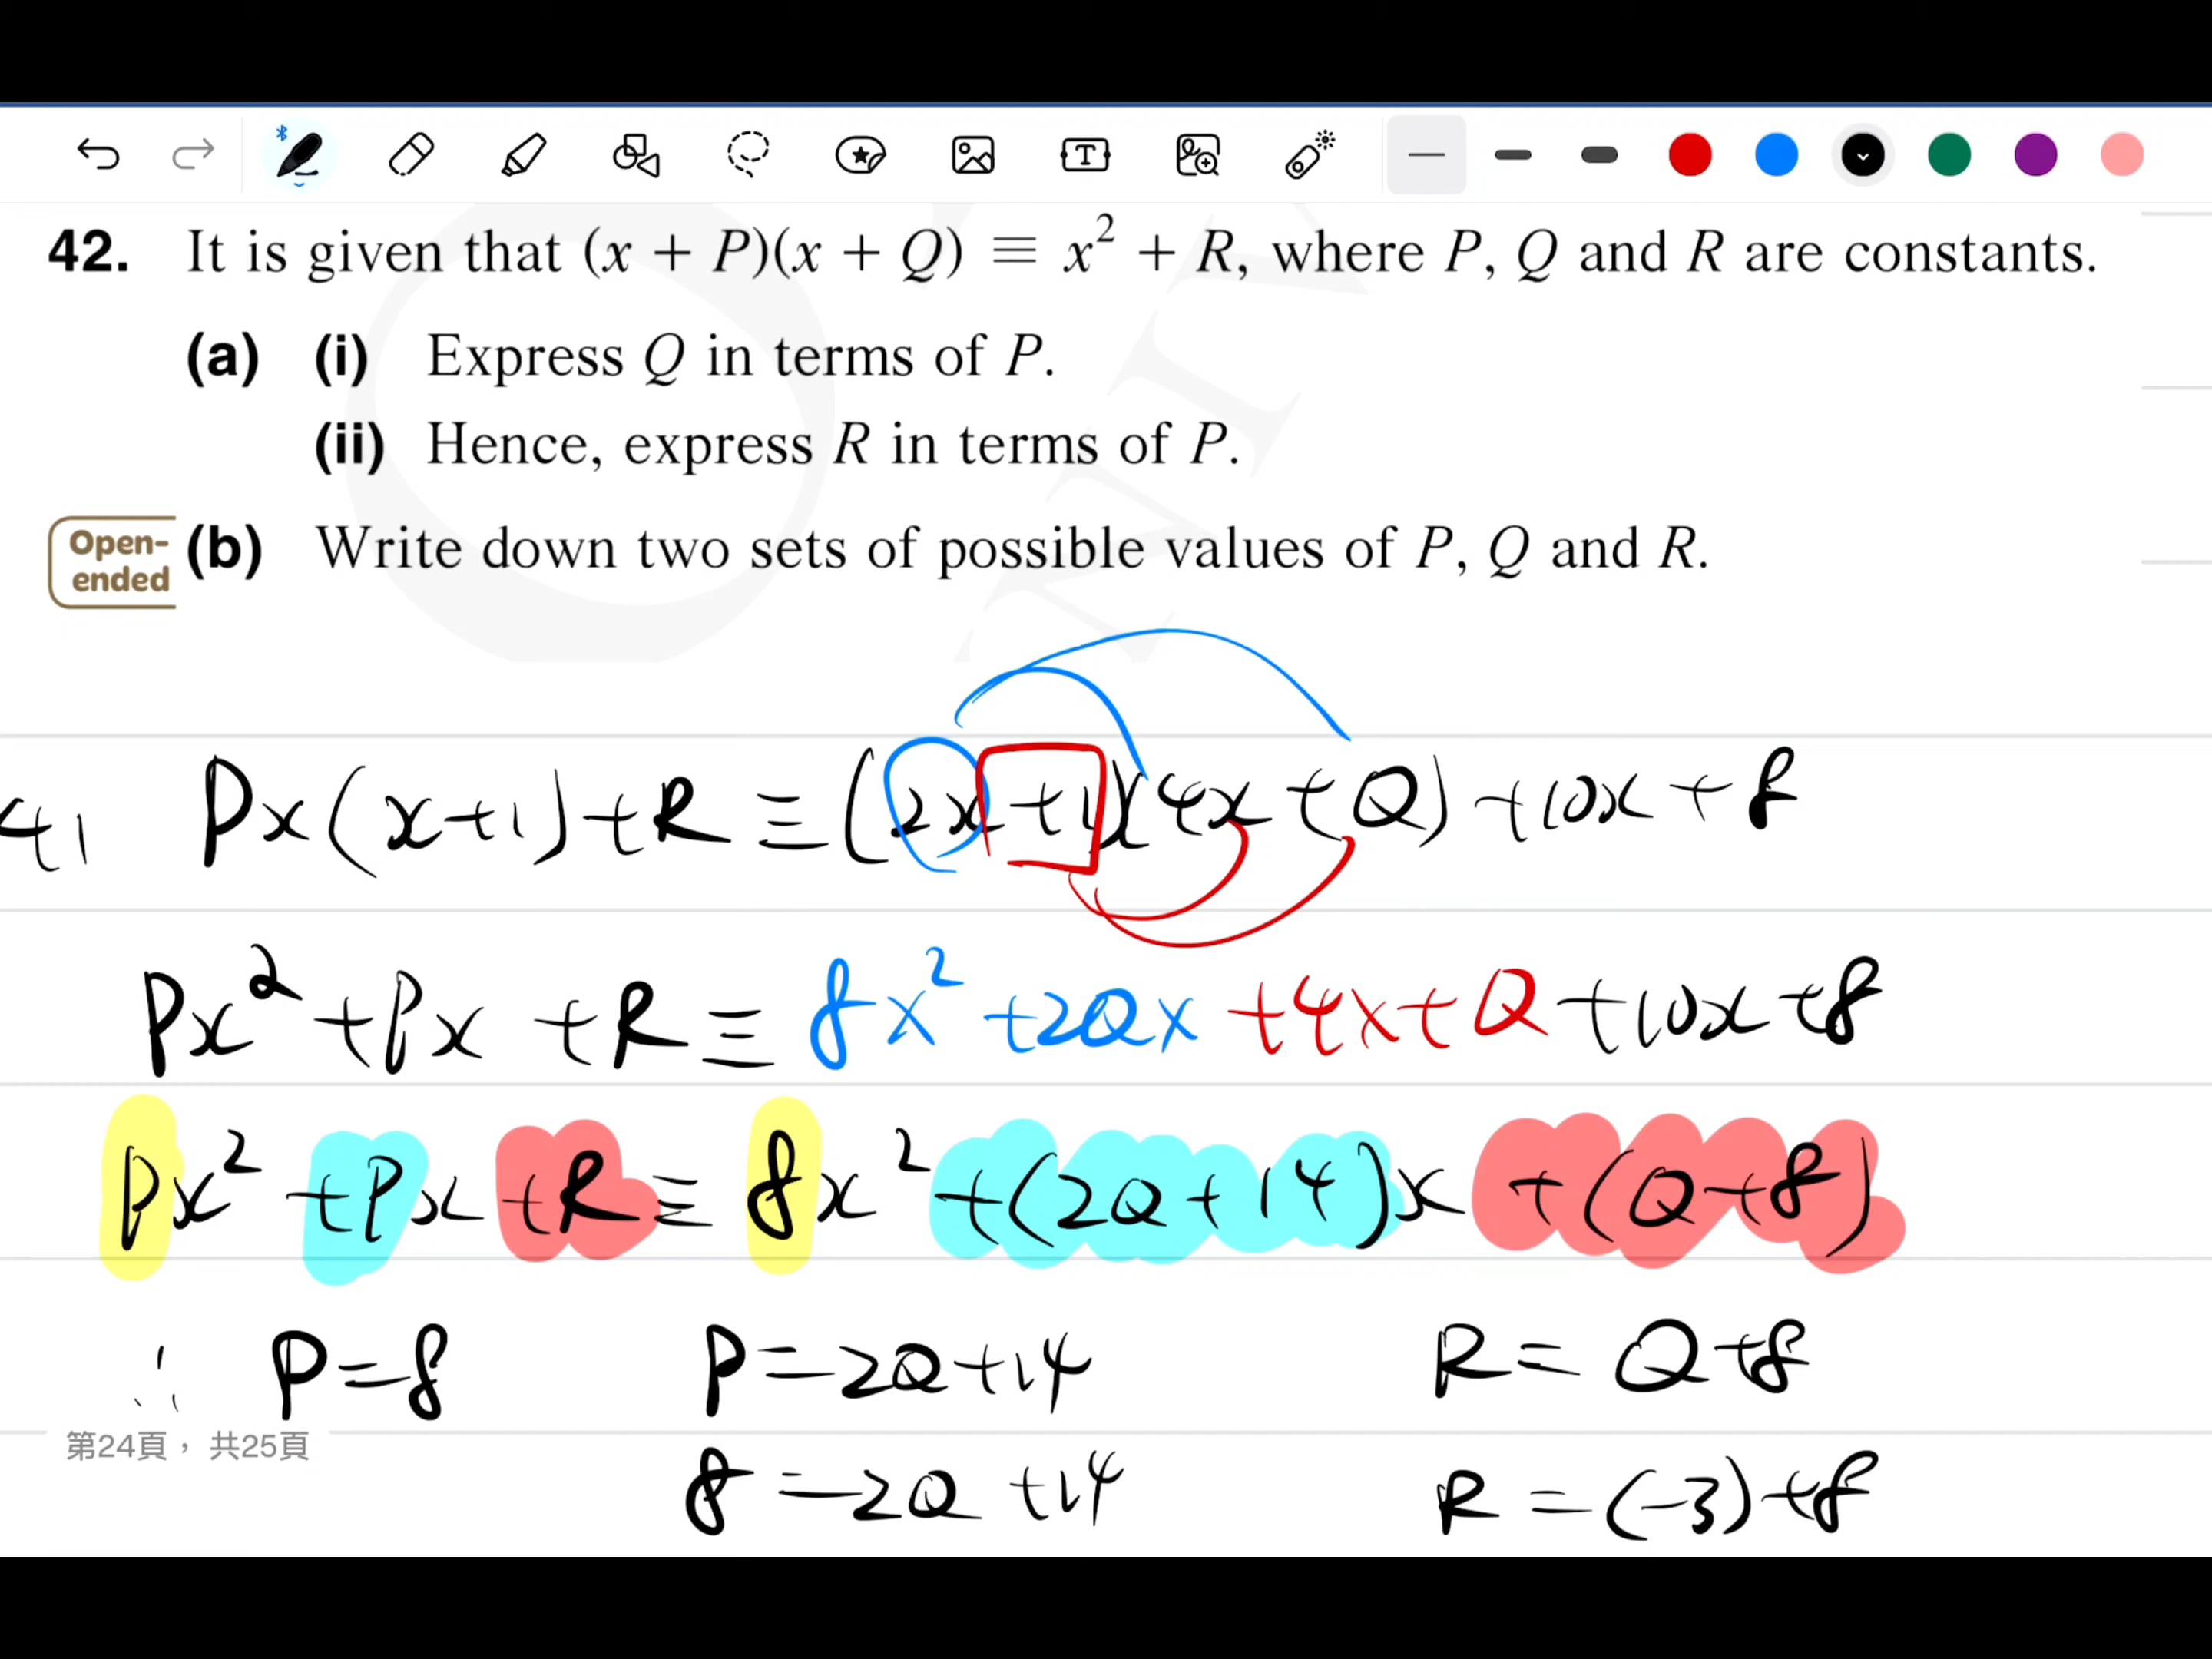 42. It is given that (x + P)(x + Q) ≡ x² + R, where P, Q and R are constants.
(a) (i) Express Q in terms of P.
(ii) Hence, express R in terms of P.
Open-ended (b) Write down two sets of possible values of P, Q and R.
41 Px(x+1)+R ≡ (2x+1)(4x+Q)+10x+8
Px²+Px+R ≡ 8x²+2Qx+4x+Q+10x+8
Px²+Px+R ≡ 8x²+(2Q+14)x+(Q+8)
∴ P=8 P=2Q+14 R=Q+8
第24頁，共25頁
8=2Q+14 R=(-3)+8